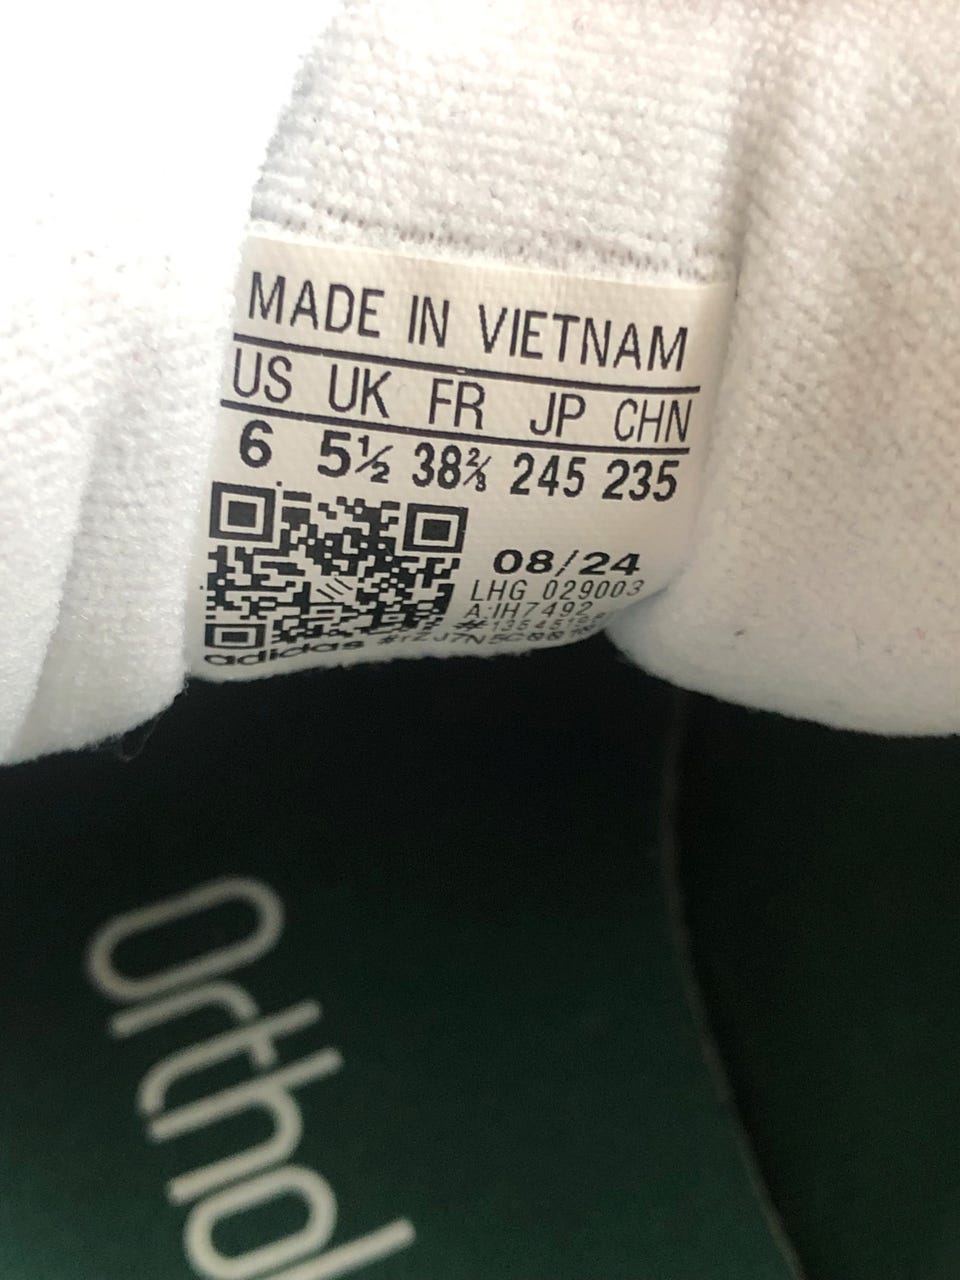 MADE IN VIETNAM
US UK FR JP CHN
6 5½ 38⅔ 245 235
08/24
LHG 029003
A:IH7492
adidas
Orthol